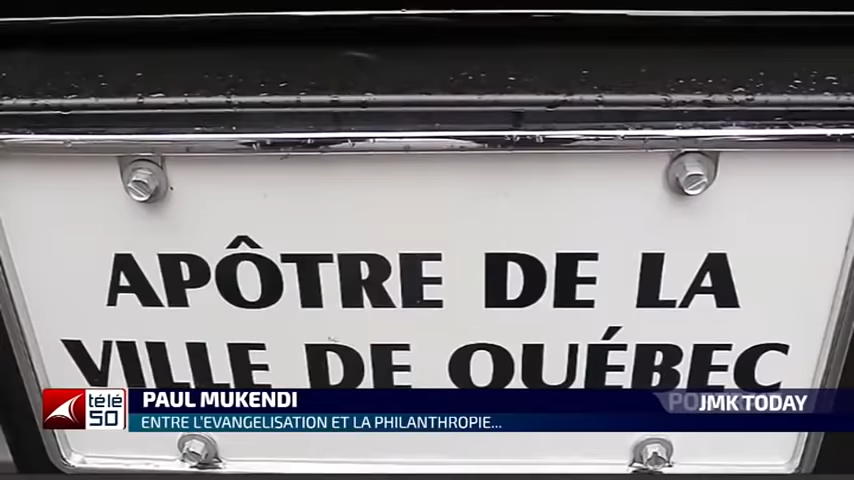 APÔTRE DE LA
VILLE DE QUÉBEC
télé
50
PAUL MUKENDI
JMK TODAY
ENTRE L'EVANGELISATION ET LA PHILANTHROPIE...